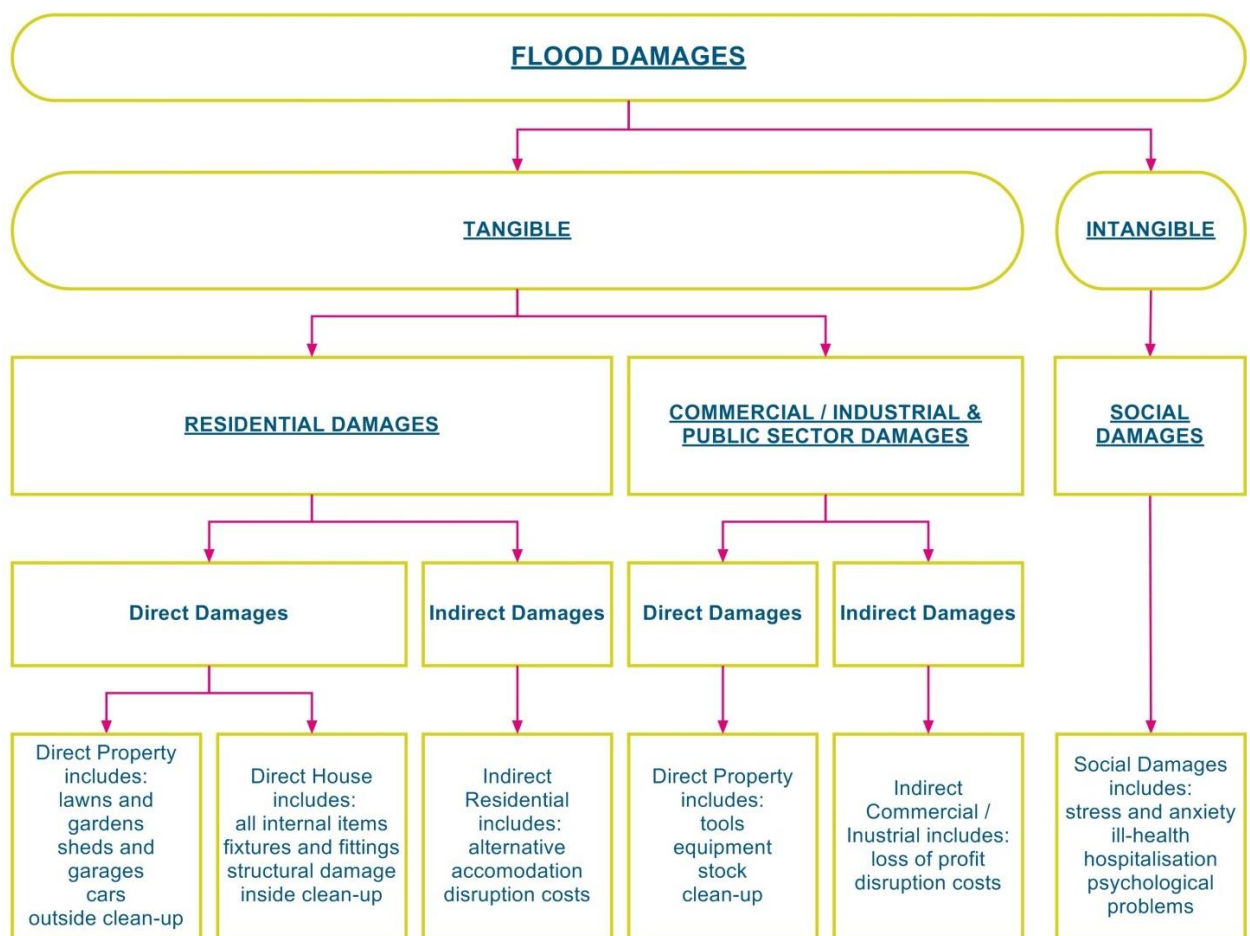 FLOOD DAMAGES
TANGIBLE
INTANGIBLE
RESIDENTIAL DAMAGES
COMMERCIAL / INDUSTRIAL &
PUBLIC SECTOR DAMAGES
SOCIAL
DAMAGES
Direct Damages
Indirect Damages
Direct Damages
Indirect Damages
Direct Property
includes:
lawns and
gardens
sheds and
garages
cars
outside clean-up
Direct House
includes:
all internal items
fixtures and fittings
structural damage
inside clean-up
Indirect
Residential
includes:
alternative
accomodation
disruption costs
Direct Property
includes:
tools
equipment
stock
clean-up
Indirect
Commercial /
Inustrial includes:
loss of profit
disruption costs
Social Damages
includes:
stress and anxiety
ill-health
hospitalisation
psychological
problems